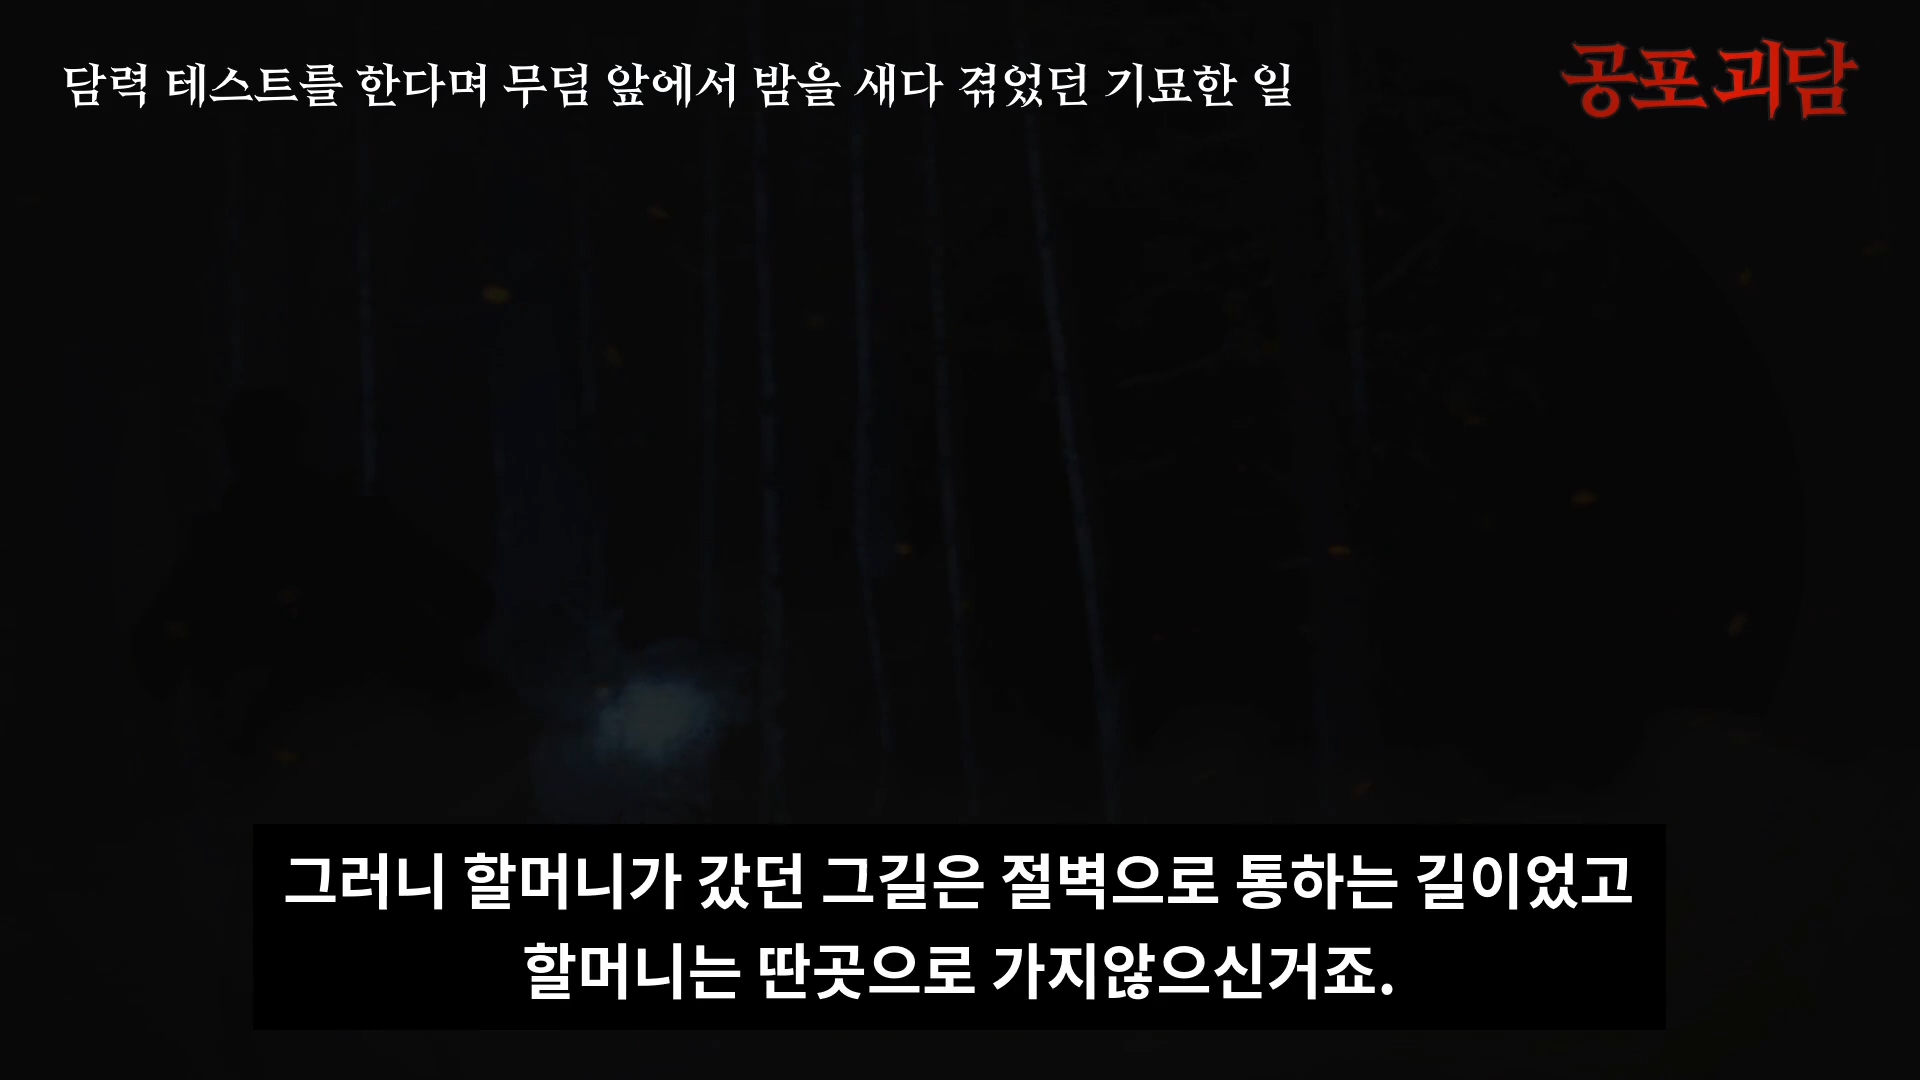 담력 테스트를 한다며 무덤 앞에서 밤을 새다 겪었던 기묘한 일
공포괴담
그러니 할머니가 갔던 그길은 절벽으로 통하는 길이었고
할머니는 딴곳으로 가지않으신거죠.